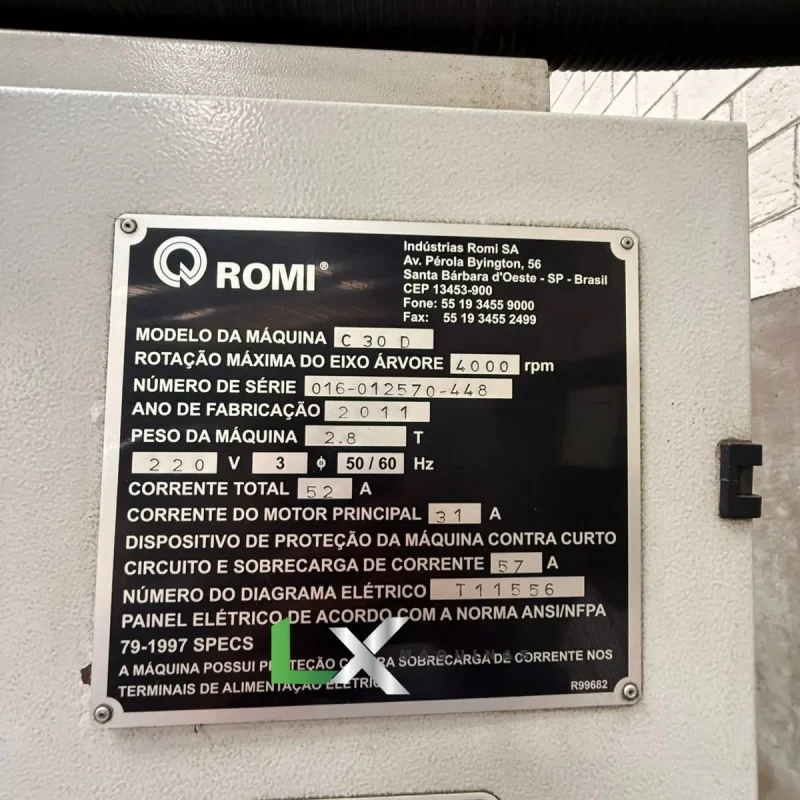 ROMI®
Indústrias Romi SA
Av. Pérola Byington, 56
Santa Bárbara d'Oeste - SP - Brasil
CEP 13453-900
Fone: 55 19 3455 9000
Fax: 55 19 3455 2499
MODELO DA MÁQUINA C 30 D
ROTAÇÃO MÁXIMA DO EIXO ÁRVORE 4000 rpm
NÚMERO DE SÉRIE 016-012570-448
ANO DE FABRICAÇÃO 2011
PESO DA MÁQUINA 2.8 T
220 V 3 ϕ 50/60 Hz
CORRENTE TOTAL 52 A
CORRENTE DO MOTOR PRINCIPAL 31 A
DISPOSITIVO DE PROTEÇÃO DA MÁQUINA CONTRA CURTO
CIRCUITO E SOBRECARGA DE CORRENTE 57 A
NÚMERO DO DIAGRAMA ELÉTRICO T11556
PAINEL ELÉTRICO DE ACORDO COM A NORMA ANSI/NFPA
79-1997 SPECS
LX MÁQUINAS
A MÁQUINA POSSUI PROTEÇÃO CONTRA SOBRECARGA DE CORRENTE NOS
TERMINAIS DE ALIMENTAÇÃO ELÉTRICA
R99682